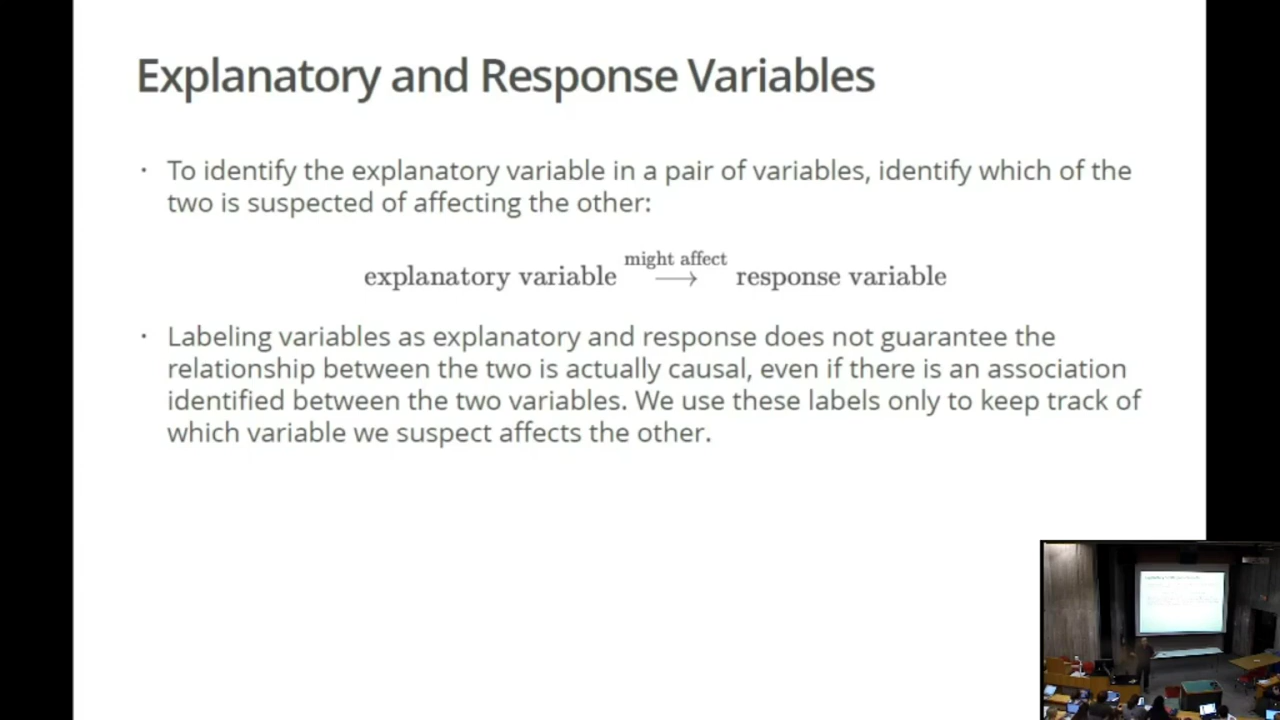 Explanatory and Response Variables
· To identify the explanatory variable in a pair of variables, identify which of the
two is suspected of affecting the other:
might affect
explanatory variable ⟶ response variable
· Labeling variables as explanatory and response does not guarantee the
relationship between the two is actually causal, even if there is an association
identified between the two variables. We use these labels only to keep track of
which variable we suspect affects the other.